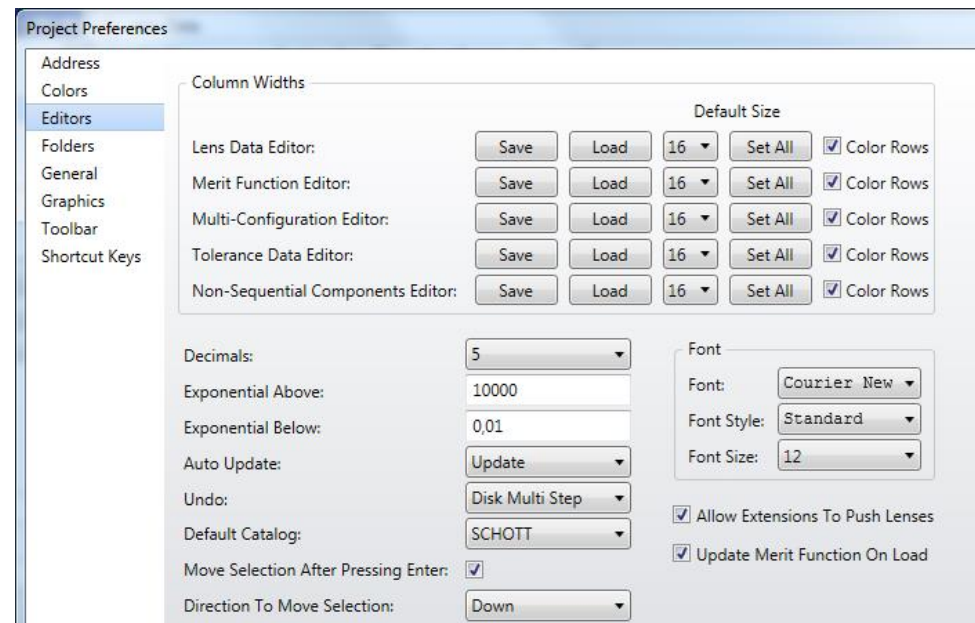 Project Preferences
Address
Colors
Editors
Folders
General
Graphics
Toolbar
Shortcut Keys
Column Widths
Default Size
Lens Data Editor: Save Load 16 Set All Color Rows
Merit Function Editor: Save Load 16 Set All Color Rows
Multi-Configuration Editor: Save Load 16 Set All Color Rows
Tolerance Data Editor: Save Load 16 Set All Color Rows
Non-Sequential Components Editor: Save Load 16 Set All Color Rows
Decimals: 5
Exponential Above: 10000
Exponential Below: 0,01
Auto Update: Update
Undo: Disk Multi Step
Default Catalog: SCHOTT
Move Selection After Pressing Enter:
Direction To Move Selection: Down
Font
Font: Courier New
Font Style: Standard
Font Size: 12
Allow Extensions To Push Lenses
Update Merit Function On Load